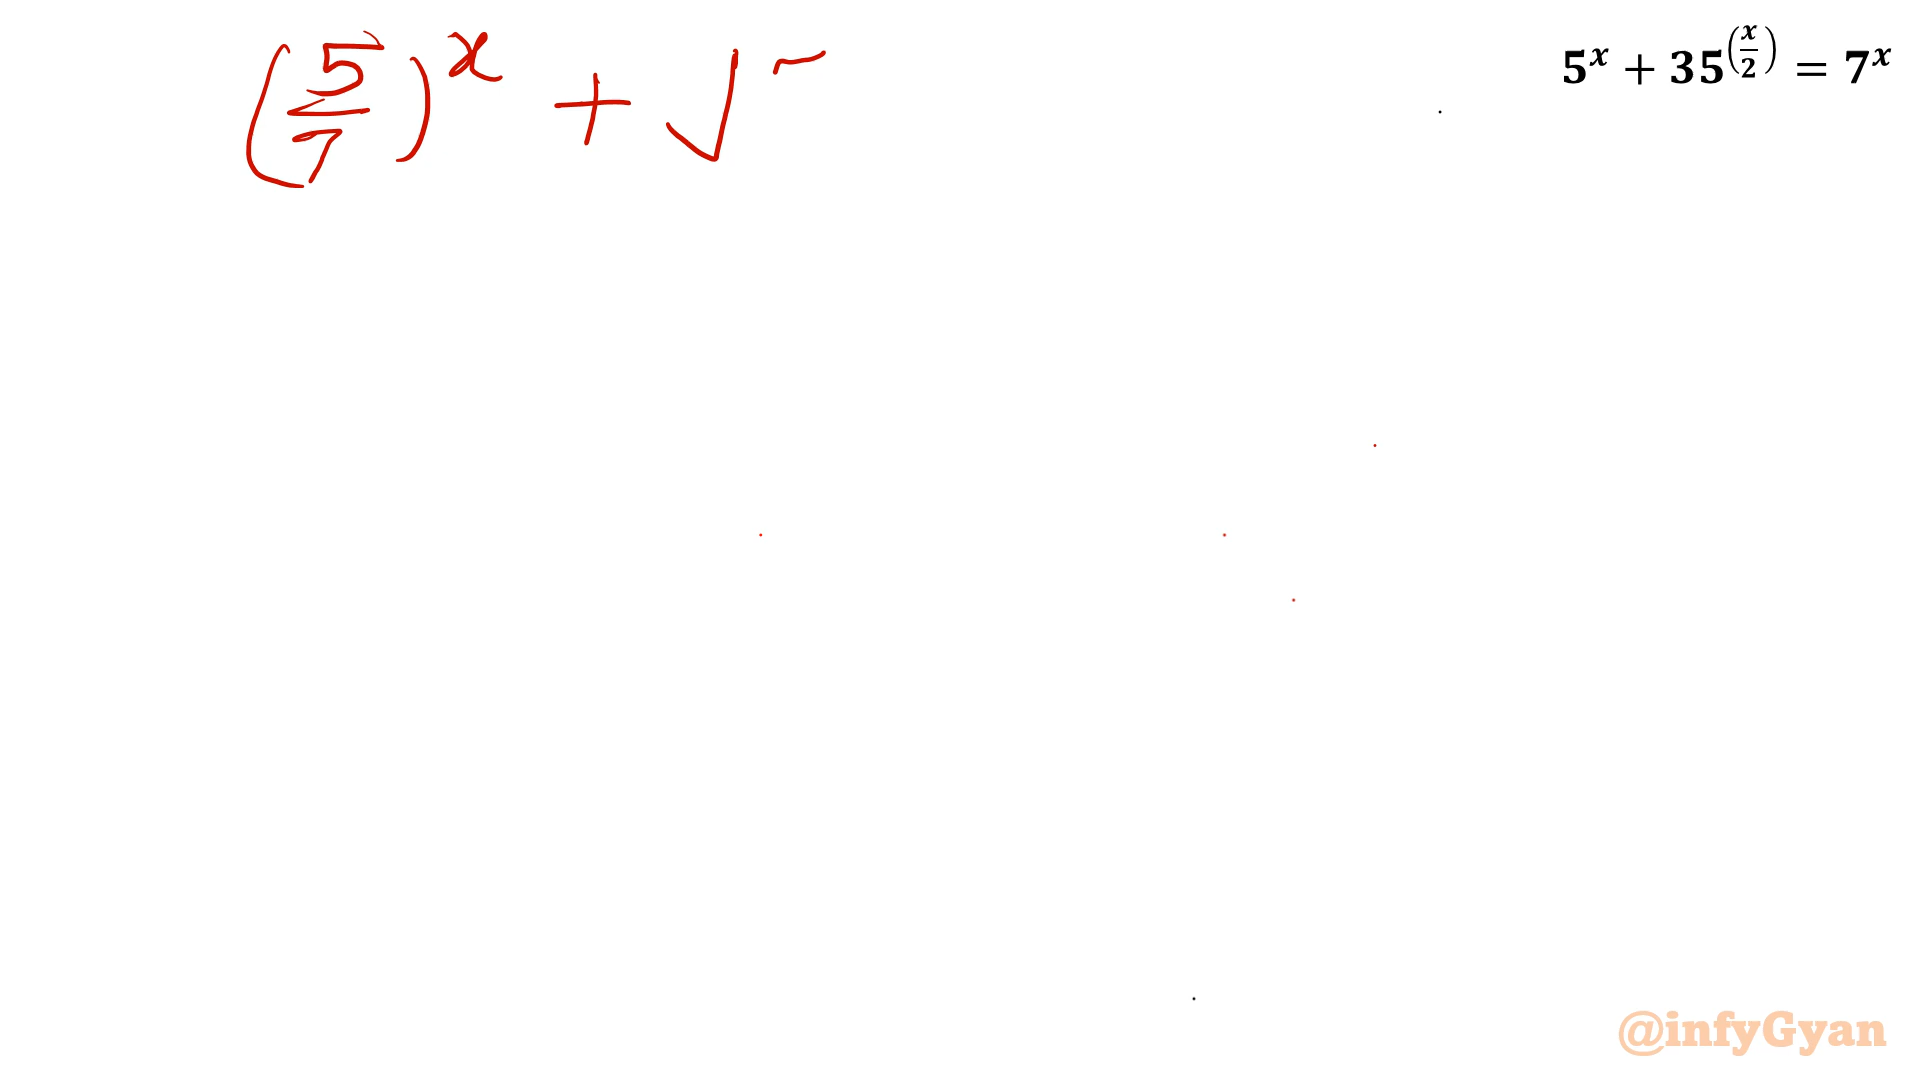 (5/7)^x + √
5^x + 35^(x/2) = 7^x
@infyGyan